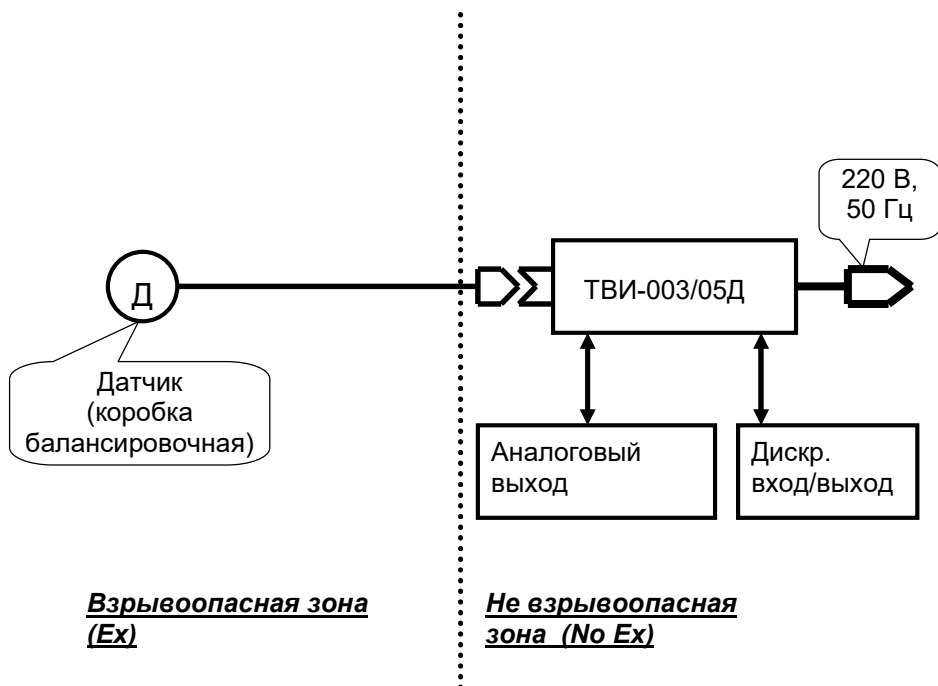 220 В,
50 Гц
Д
ТВИ-003/05Д
Датчик
(коробка
балансировочная)
Аналоговый
выход
Дискр.
вход/выход
Взрывоопасная зона
(Ex)
Не взрывоопасная
зона (No Ex)